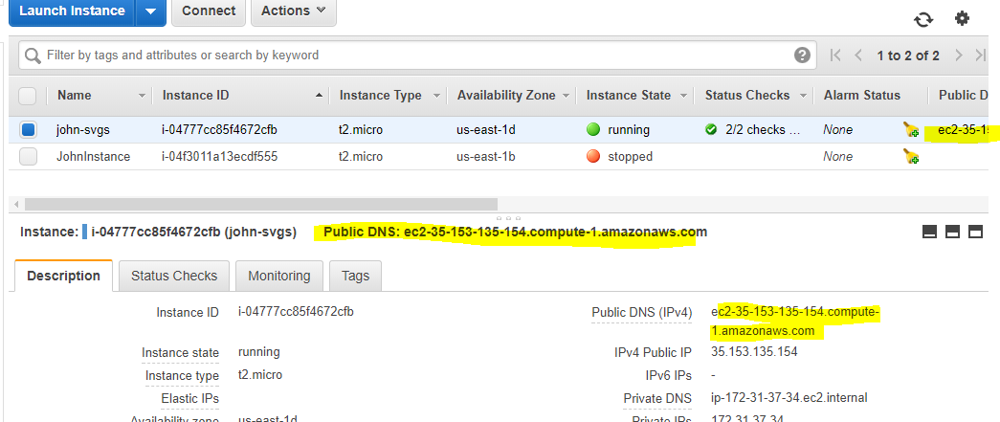 Launch Instance Connect Actions
Filter by tags and attributes or search by keyword 1 to 2 of 2
Name Instance ID Instance Type Availability Zone Instance State Status Checks Alarm Status Public D
john-svgs i-04777cc85f4672cfb t2.micro us-east-1d running 2/2 checks ... None ec2-35-15
JohnInstance i-04f3011a13ecdf555 t2.micro us-east-1b stopped None
Instance: i-04777cc85f4672cfb (john-svgs) Public DNS: ec2-35-153-135-154.compute-1.amazonaws.com
Description Status Checks Monitoring Tags
Instance ID i-04777cc85f4672cfb Public DNS (IPv4) ec2-35-153-135-154.compute-
1.amazonaws.com
Instance state running IPv4 Public IP 35.153.135.154
Instance type t2.micro IPv6 IPs -
Elastic IPs Private DNS ip-172-31-37-34.ec2.internal
Availability zone us-east-1d Private IPs 172.31.37.34